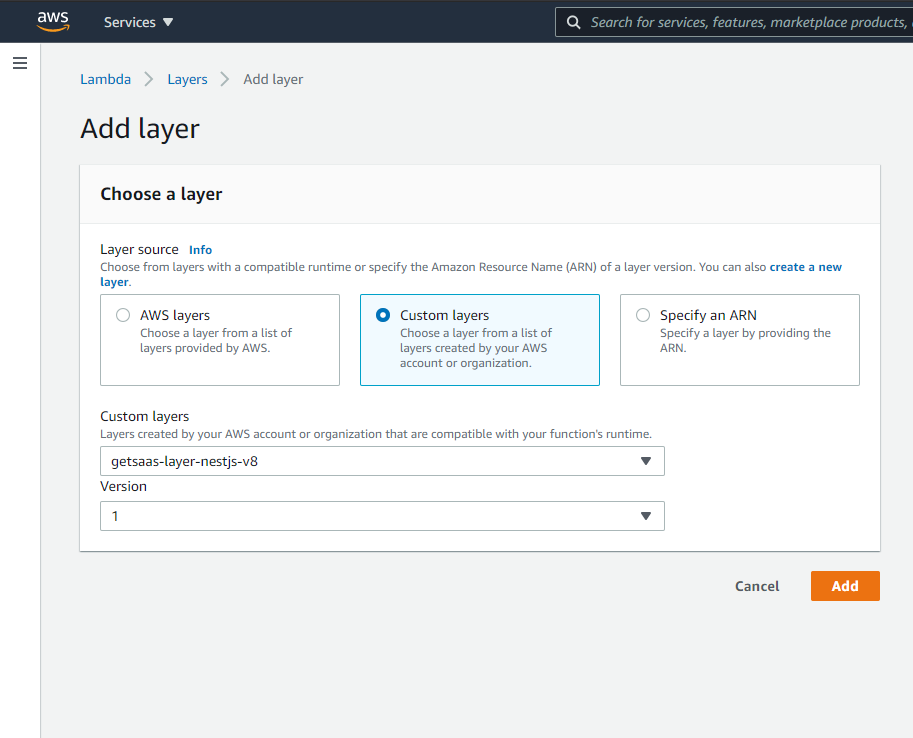 aws Services Search for services, features, marketplace products,
Lambda Layers Add layer
Add layer
Choose a layer
Layer source Info
Choose from layers with a compatible runtime or specify the Amazon Resource Name (ARN) of a layer version. You can also create a new
layer.
AWS layers
Choose a layer from a list of
layers provided by AWS.
Custom layers
Choose a layer from a list of
layers created by your AWS
account or organization.
Specify an ARN
Specify a layer by providing the
ARN.
Custom layers
Layers created by your AWS account or organization that are compatible with your function's runtime.
getsaas-layer-nestjs-v8
Version
1
Cancel Add